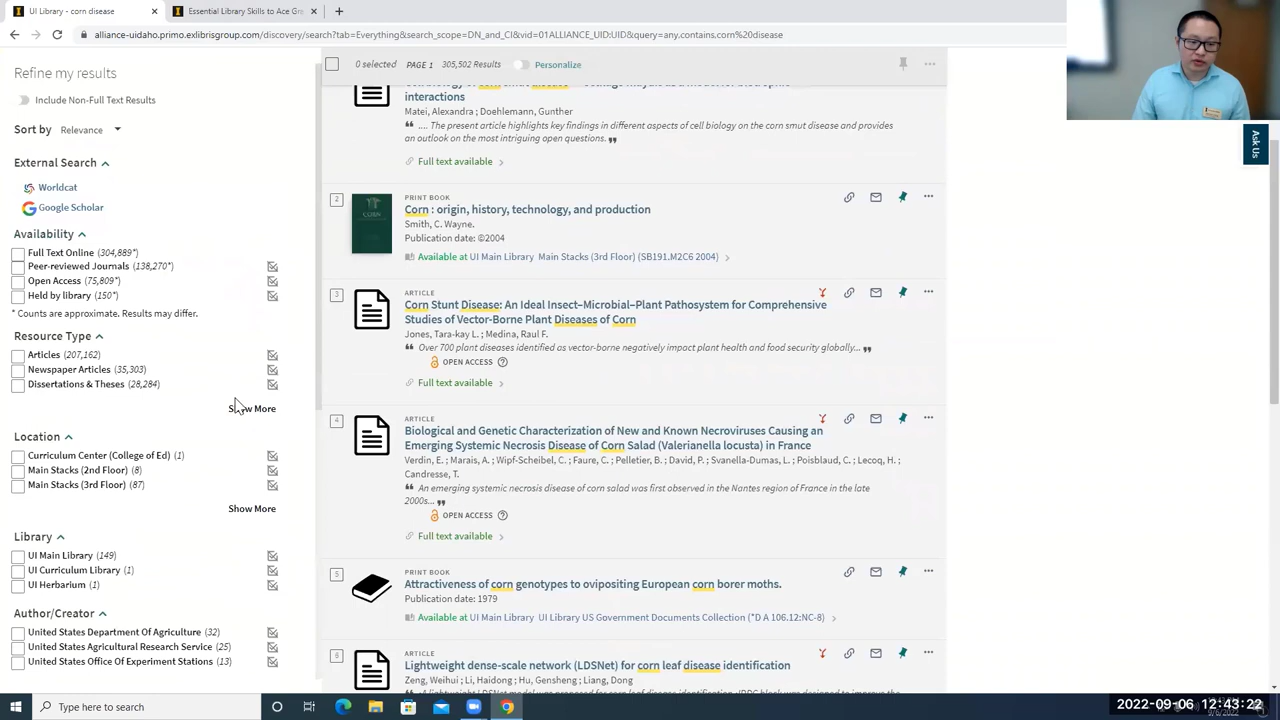 UI Library - corn disease
Essential Library Skills to Ace Gra
alliance-uidaho.primo.exlibrisgroup.com/discovery/search?tab=Everything&search_scope=DN_and_CI&vid=01ALLIANCE_UID:UID&query=any,contains,corn%20disease
Refine my results
Include Non-Full Text Results
Sort by Relevance
External Search
Worldcat
Google Scholar
Availability
Full Text Online (304,889*)
Peer-reviewed Journals (138,270*)
Open Access (75,809*)
Held by library (150*)
* Counts are approximate. Results may differ.
Resource Type
Articles (207,162)
Newspaper Articles (35,303)
Dissertations & Theses (28,284)
Show More
Location
Curriculum Center (College of Ed) (1)
Main Stacks (2nd Floor) (8)
Main Stacks (3rd Floor) (87)
Show More
Library
UI Main Library (149)
UI Curriculum Library (1)
UI Herbarium (1)
Author/Creator
United States Department Of Agriculture (32)
United States Agricultural Research Service (25)
United States Office Of Experiment Stations (13)
0 selected PAGE 1 305,502 Results Personalize
interactions
Matei, Alexandra ; Doehlemann, Gunther
.... The present article highlights key findings in different aspects of cell biology on the corn smut disease and provides
an outlook on the most intriguing open questions.
Full text available
2
PRINT BOOK
CORN
Corn : origin, history, technology, and production
Smith, C. Wayne.
Publication date: ©2004
Available at UI Main Library Main Stacks (3rd Floor) (SB191.M2C6 2004)
3
ARTICLE
Corn Stunt Disease: An Ideal Insect–Microbial–Plant Pathosystem for Comprehensive
Studies of Vector-Borne Plant Diseases of Corn
Jones, Tara-kay L. ; Medina, Raul F.
Over 700 plant diseases identified as vector-borne negatively impact plant health and food security globally...
OPEN ACCESS
Full text available
4
ARTICLE
Biological and Genetic Characterization of New and Known Necroviruses Causing an
Emerging Systemic Necrosis Disease of Corn Salad (Valerianella locusta) in France
Verdin, E. ; Marais, A. ; Wipf-Scheibel, C. ; Faure, C. ; Pelletier, B. ; David, P. ; Svanella-Dumas, L. ; Poisblaud, C. ; Lecoq, H. ;
Candresse, T.
An emerging systemic necrosis disease of corn salad was first observed in the Nantes region of France in the late
2000s...
OPEN ACCESS
Full text available
5
PRINT BOOK
Attractiveness of corn genotypes to ovipositing European corn borer moths.
Publication date: 1979
Available at UI Main Library UI Library US Government Documents Collection (*D A 106.12:NC-8)
6
ARTICLE
Lightweight dense-scale network (LDSNet) for corn leaf disease identification
Zeng, Weihui ; Li, Haidong ; Hu, Gensheng ; Liang, Dong
Ask Us
Type here to search
2022-09-06 12:43:22